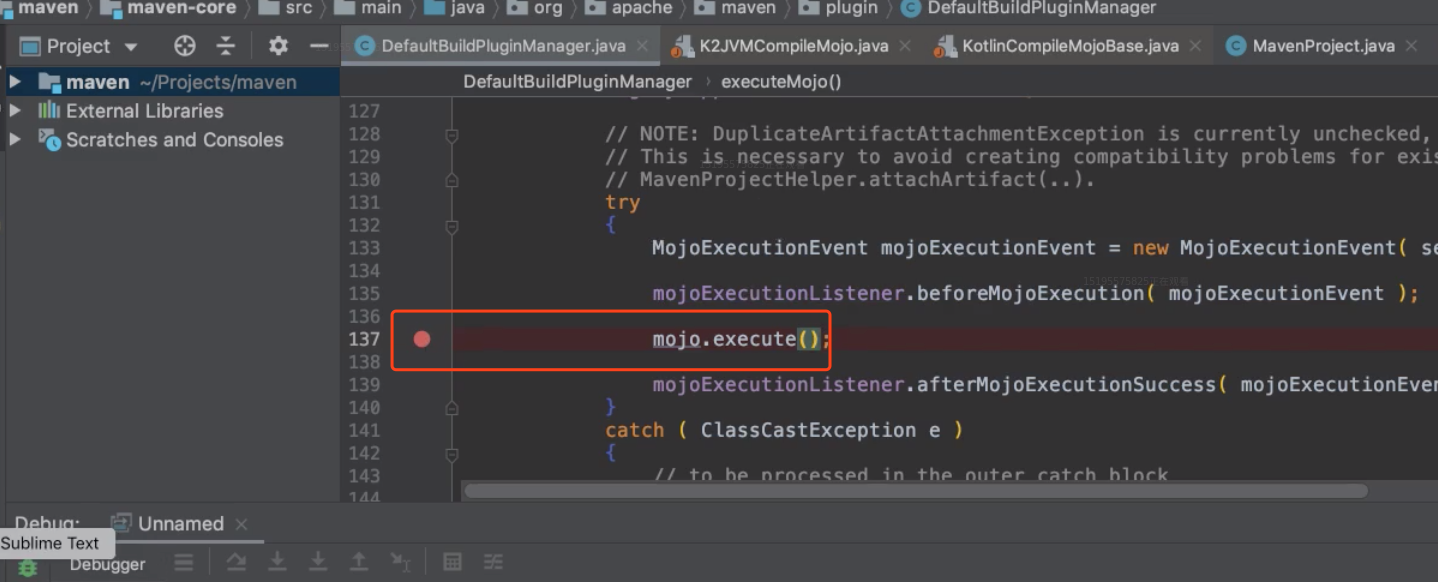 maven maven-core src main java org apache maven plugin DefaultBuildPluginManager
Project DefaultBuildPluginManager.java K2JVMCompileMojo.java KotlinCompileMojoBase.java MavenProject.java
maven ~/Projects/maven DefaultBuildPluginManager › executeMojo()
External Libraries
Scratches and Consoles
127
128 // NOTE: DuplicateArtifactAttachmentException is currently unchecked,
129 // This is necessary to avoid creating compatibility problems for exis
130 // MavenProjectHelper.attachArtifact(..).
131 try
132 {
133 MojoExecutionEvent mojoExecutionEvent = new MojoExecutionEvent( se
134
135 mojoExecutionListener.beforeMojoExecution( mojoExecutionEvent );
136
137 mojo.execute();
138
139 mojoExecutionListener.afterMojoExecutionSuccess( mojoExecutionEven
140 }
141 catch ( ClassCastException e )
142 {
143 // to be processed in the outer catch block
144
Debug: Unnamed
Sublime Text
Debugger